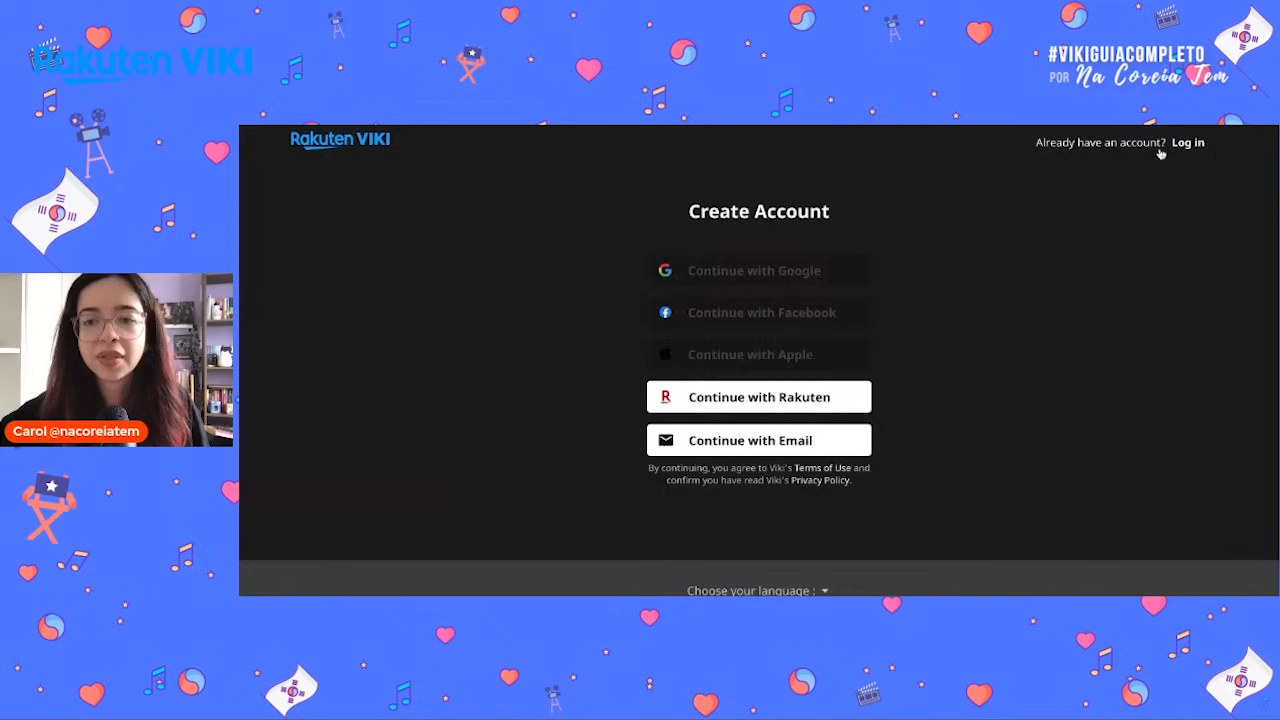 Rakuten VIKI
#VIKIGUIACOMPLETO
POR Na Coreia Tem
Rakuten VIKI
Already have an account? Log in
Create Account
Continue with Google
Continue with Facebook
Continue with Apple
R Continue with Rakuten
Continue with Email
By continuing, you agree to Viki's Terms of Use and
confirm you have read Viki's Privacy Policy.
Choose your language :
Carol @nacoreiatem